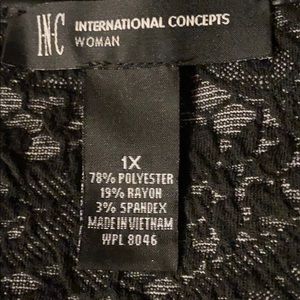 INC INTERNATIONAL CONCEPTS
WOMAN
1X
78% POLYESTER
19% RAYON
3% SPANDEX
MADE IN VIETNAM
WPL 8046